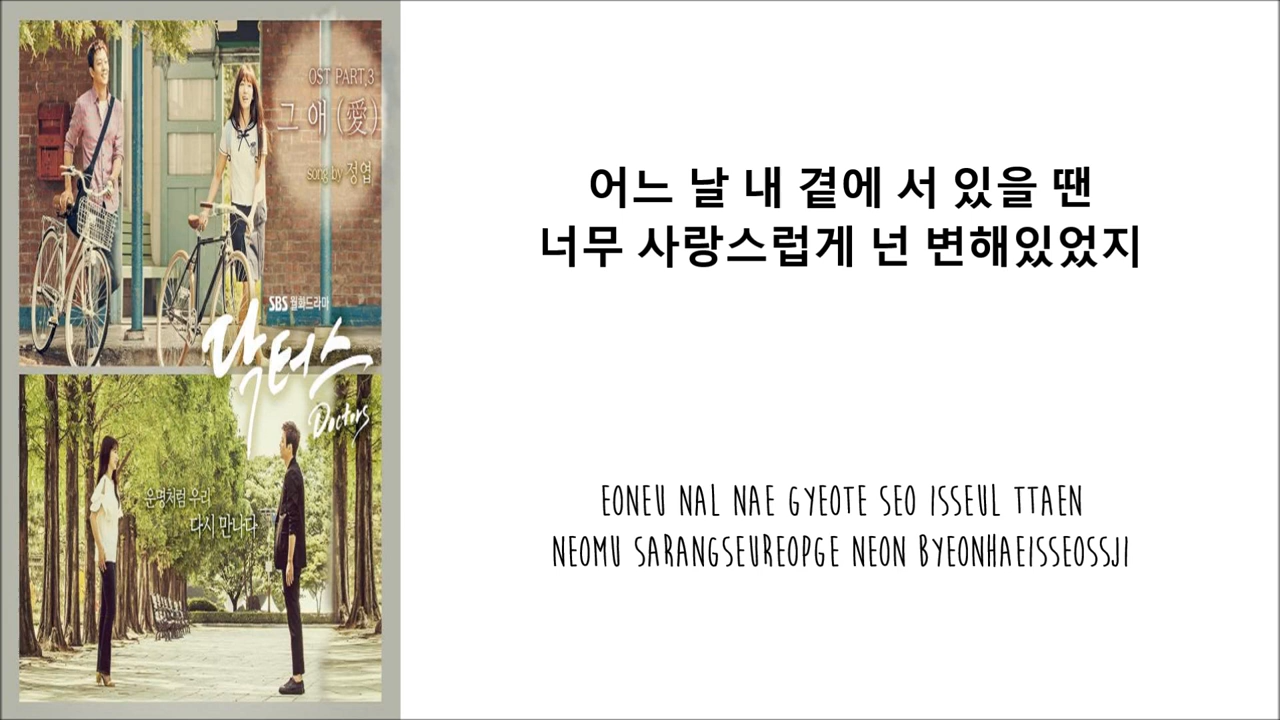 OST PART.3
그 애 (愛)
song by 정엽
SBS 월화드라마
닥터스
Doctors
운명처럼 우리
다시 만나다
어느 날 내 곁에 서 있을 땐
너무 사랑스럽게 넌 변해있었지
EONEU NAL NAE GYEOTE SEO ISSEUL TTAEN
NEOMU SARANGSEUREOPGE NEON BYEONHAEISSEOSSJI